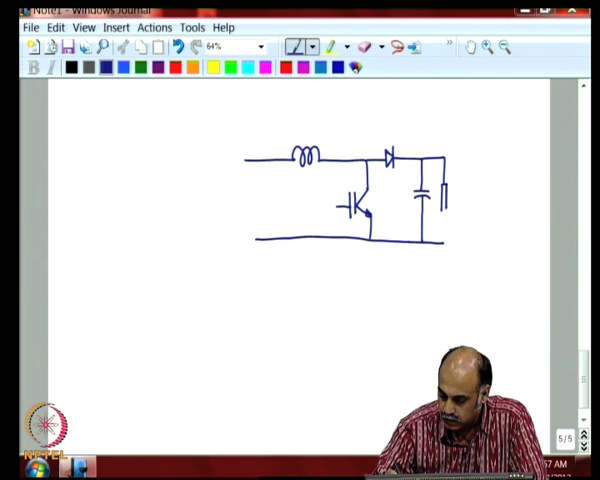 Note1 - Windows Journal
File Edit View Insert Actions Tools Help
64%
B I
5/5
NPTEL